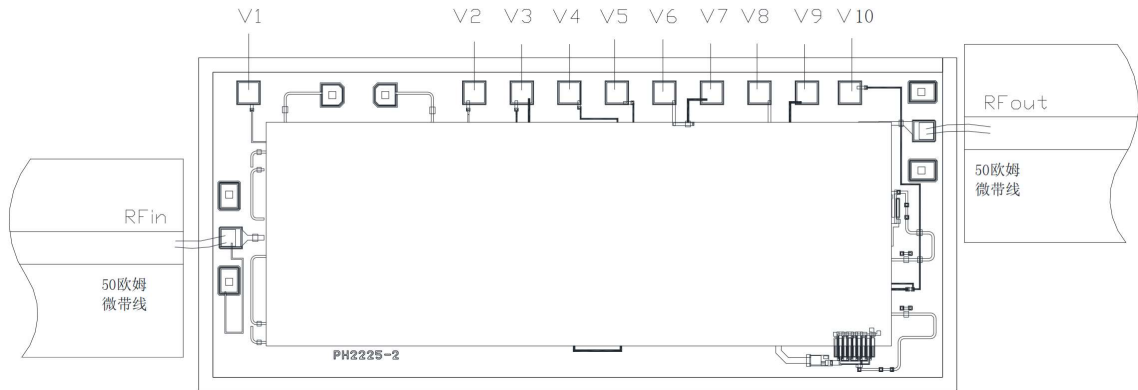 V1 V2 V3 V4 V5 V6 V7 V8 V9 V10
RFout
50欧姆
微带线
RFin
50欧姆
微带线
PH2225-2